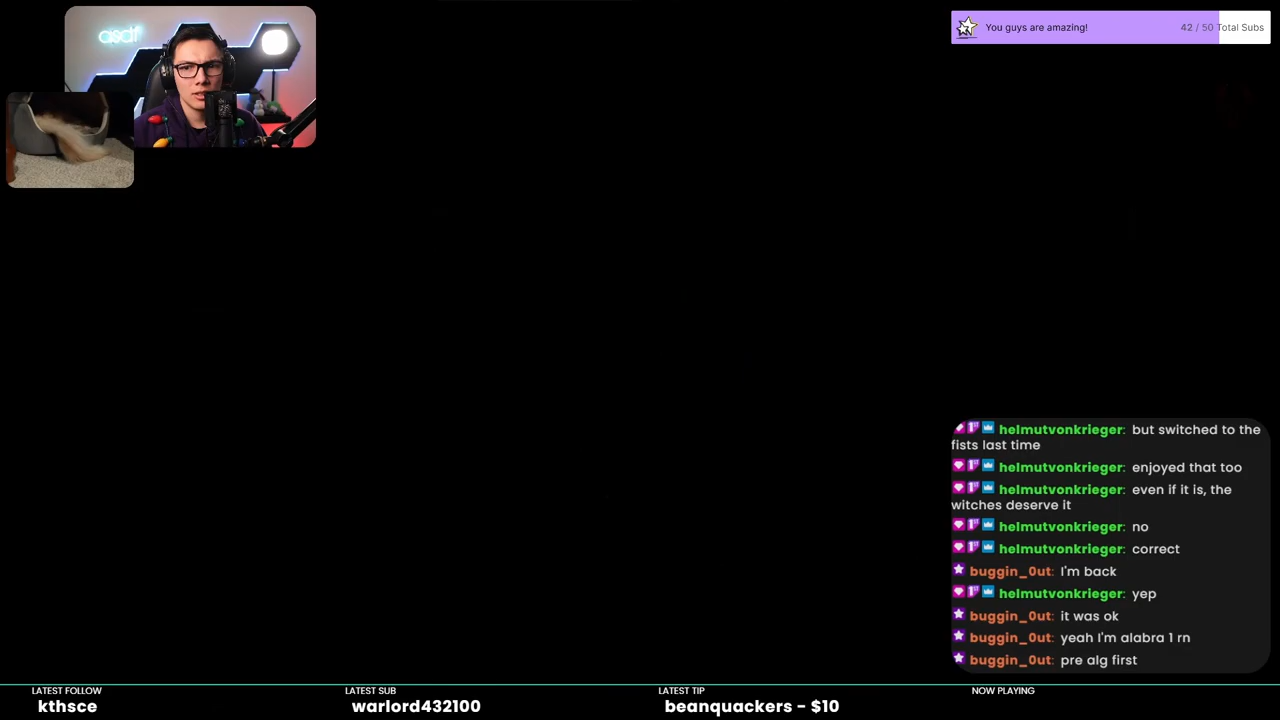 asdf
You guys are amazing!
42 / 50 Total Subs
helmutvonkrieger: but switched to the
fists last time
helmutvonkrieger: enjoyed that too
helmutvonkrieger: even if it is, the
witches deserve it
helmutvonkrieger: no
helmutvonkrieger: correct
buggin_0ut: I'm back
helmutvonkrieger: yep
buggin_0ut: it was ok
buggin_0ut: yeah I'm alabra 1 rn
buggin_0ut: pre alg first
LATEST FOLLOW
kthsce
LATEST SUB
warlord432100
LATEST TIP
beanquackers - $10
NOW PLAYING